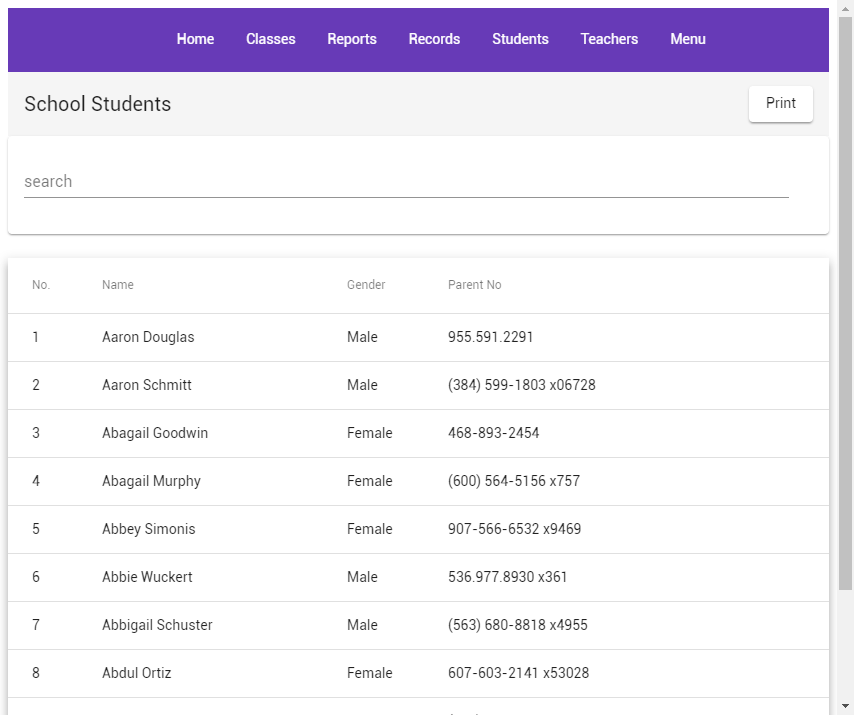 Home Classes Reports Records Students Teachers Menu
School Students Print
search
No. Name Gender Parent No
1 Aaron Douglas Male 955.591.2291
2 Aaron Schmitt Male (384) 599-1803 x06728
3 Abagail Goodwin Female 468-893-2454
4 Abagail Murphy Female (600) 564-5156 x757
5 Abbey Simonis Female 907-566-6532 x9469
6 Abbie Wuckert Male 536.977.8930 x361
7 Abbigail Schuster Male (563) 680-8818 x4955
8 Abdul Ortiz Female 607-603-2141 x53028